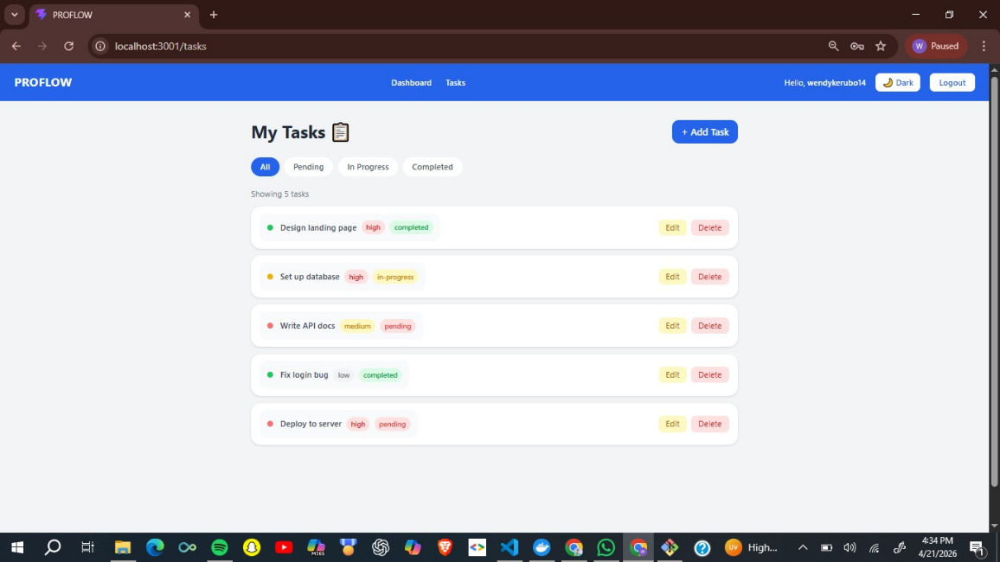 PROFLOW
localhost:3001/tasks
W Paused
PROFLOW Dashboard Tasks Hello, wendykerubo14 🌙 Dark Logout
My Tasks 📋 + Add Task
All Pending In Progress Completed
Showing 5 tasks
Design landing page high completed Edit Delete
Set up database high in-progress Edit Delete
Write API docs medium pending Edit Delete
Fix login bug low completed Edit Delete
Deploy to server high pending Edit Delete
M365
UV High...
4:34 PM
4/21/2026
1